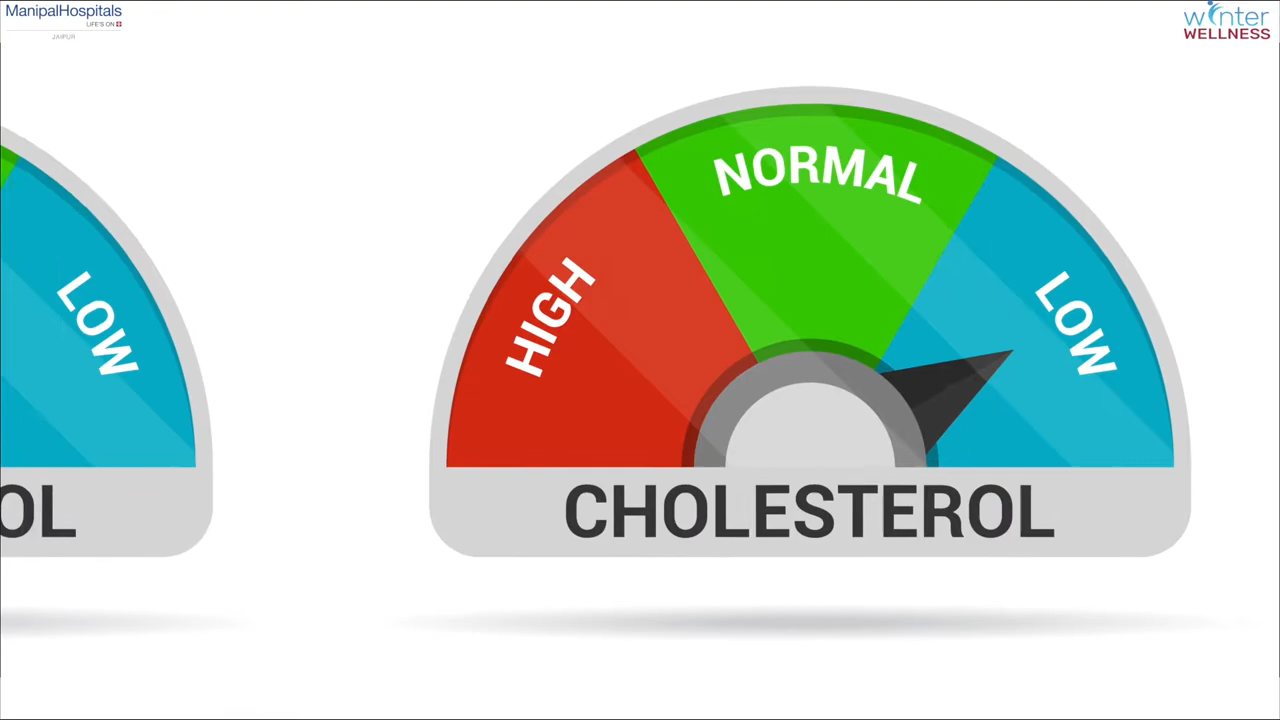 ManipalHospitals
LIFE'S ON
JAIPUR
winter
WELLNESS
LOW
OL
HIGH
NORMAL
LOW
CHOLESTEROL